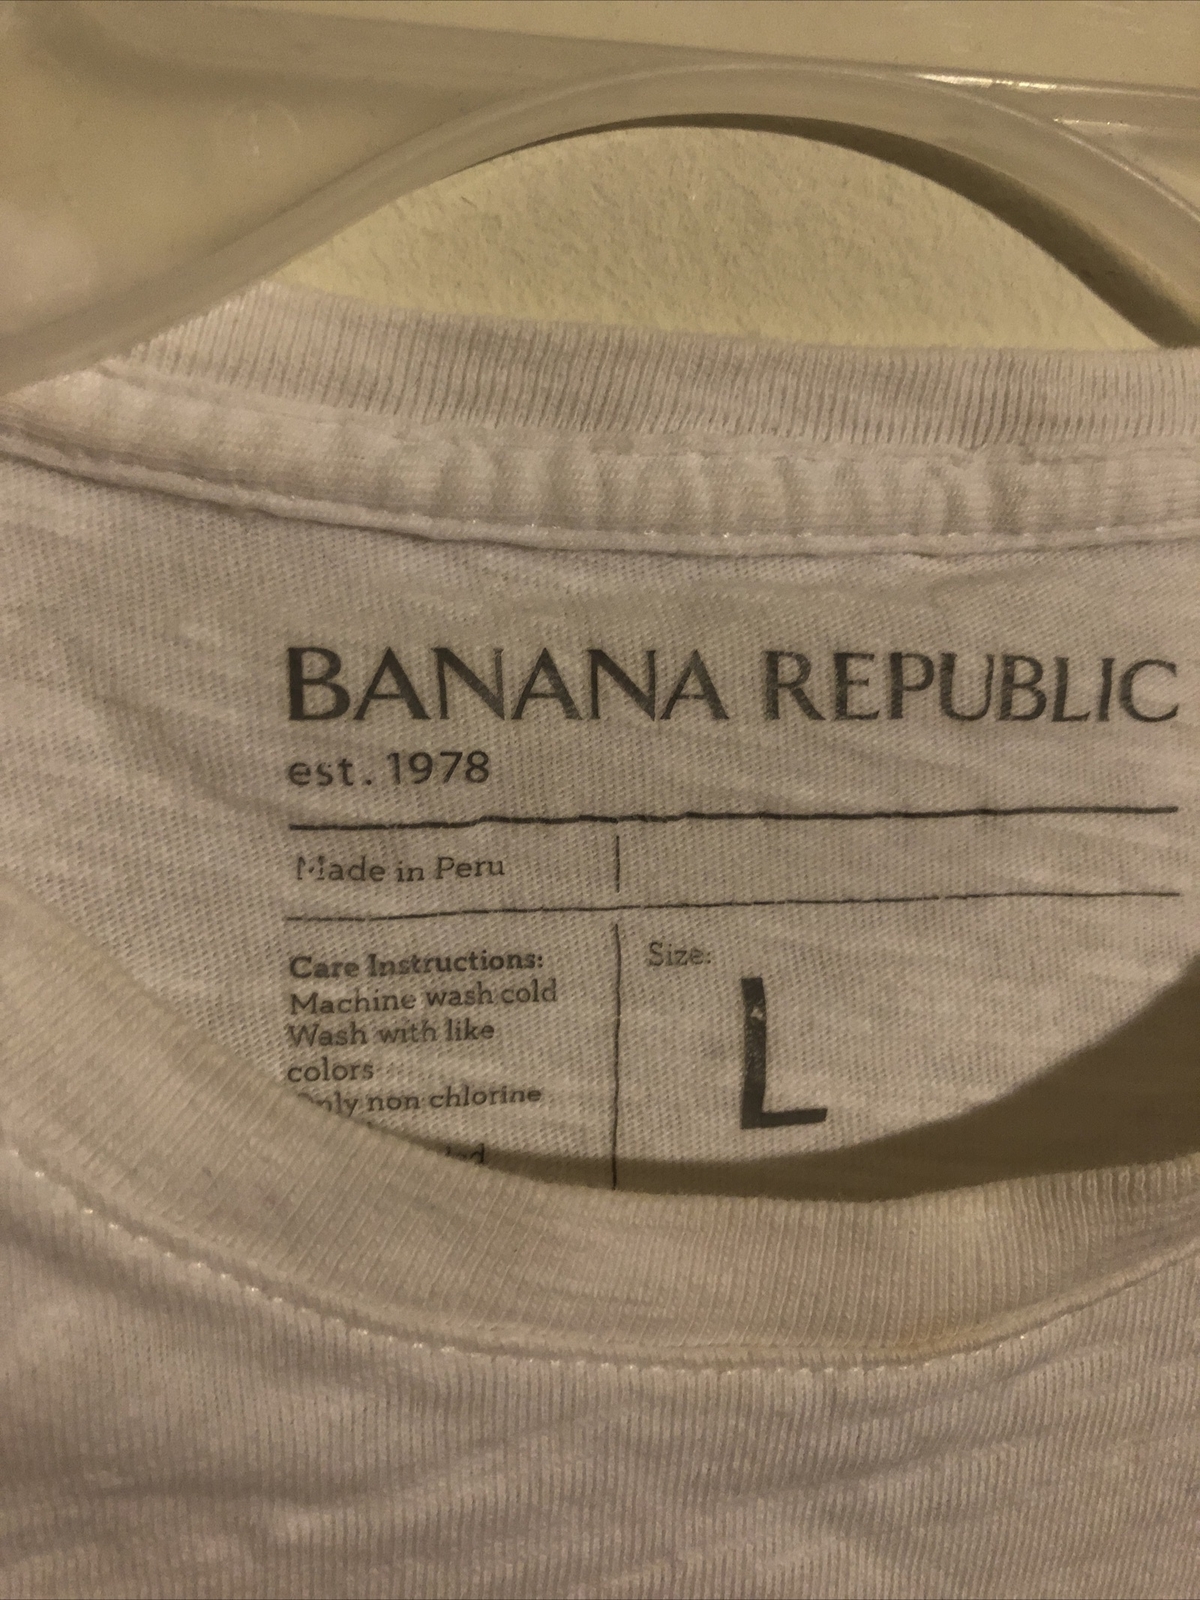 BANANA REPUBLIC
est. 1978
Made in Peru
Care Instructions:
Machine wash cold
Wash with like
colors
Only non chlorine
Size:
L